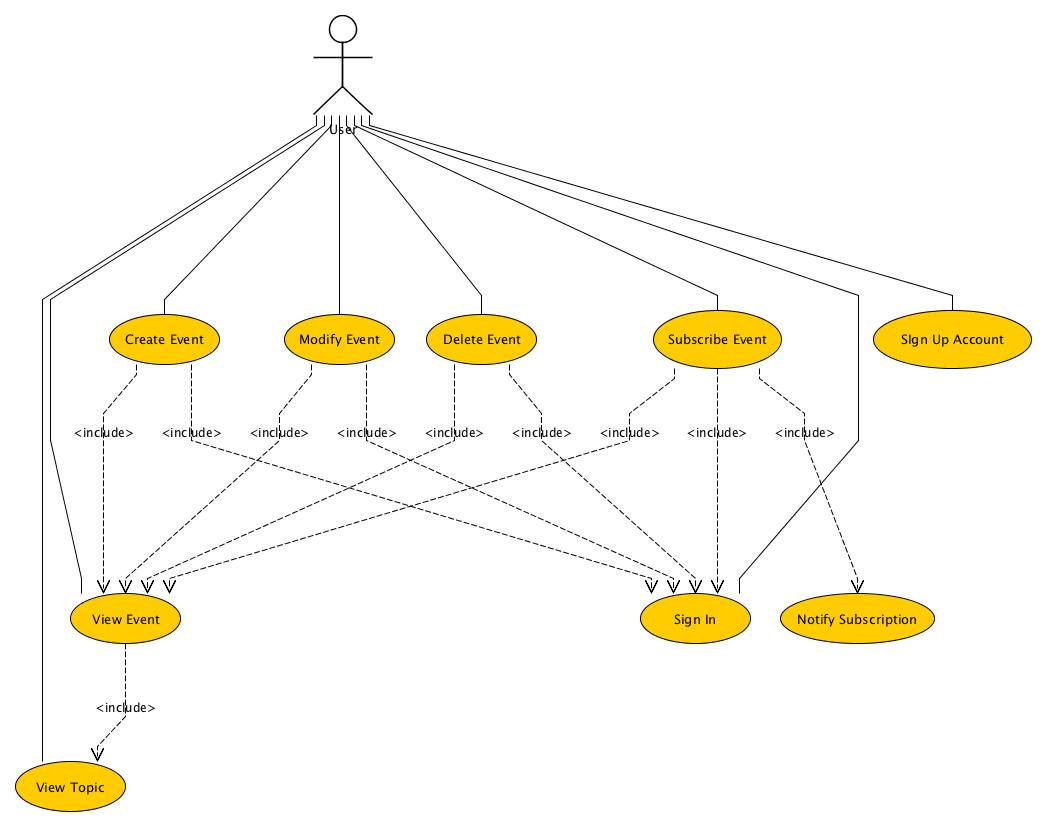 User
Create Event
Modify Event
Delete Event
Subscribe Event
SIgn Up Account
<include>
<include>
<include>
<include>
<include>
<include>
<include>
<include>
<include>
View Event
Sign In
Notify Subscription
<include>
View Topic